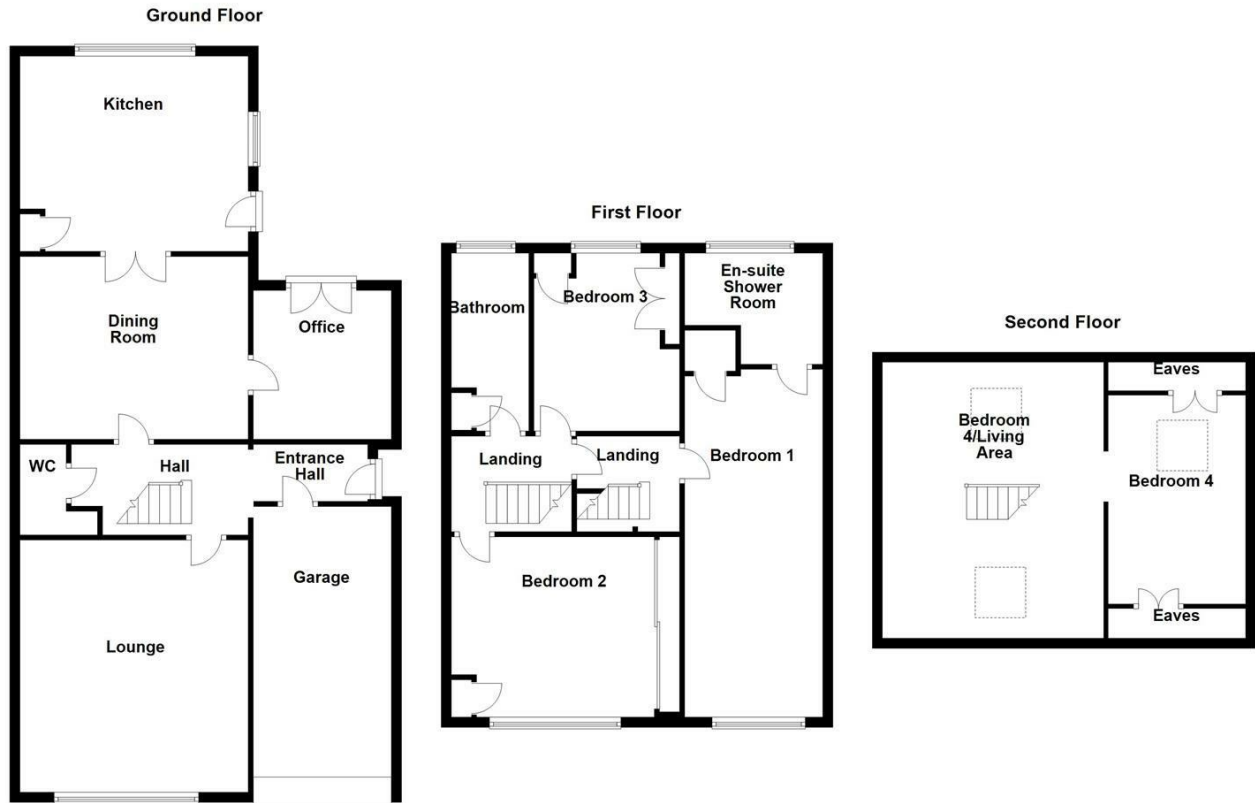 Ground Floor
Kitchen
Dining
Room
Office
WC
Hall
Entrance
Hall
Garage
Lounge
First Floor
Bathroom
Bedroom 3
En-suite
Shower
Room
Landing
Landing
Bedroom 1
Bedroom 2
Second Floor
Eaves
Bedroom
4/Living
Area
Bedroom 4
Eaves